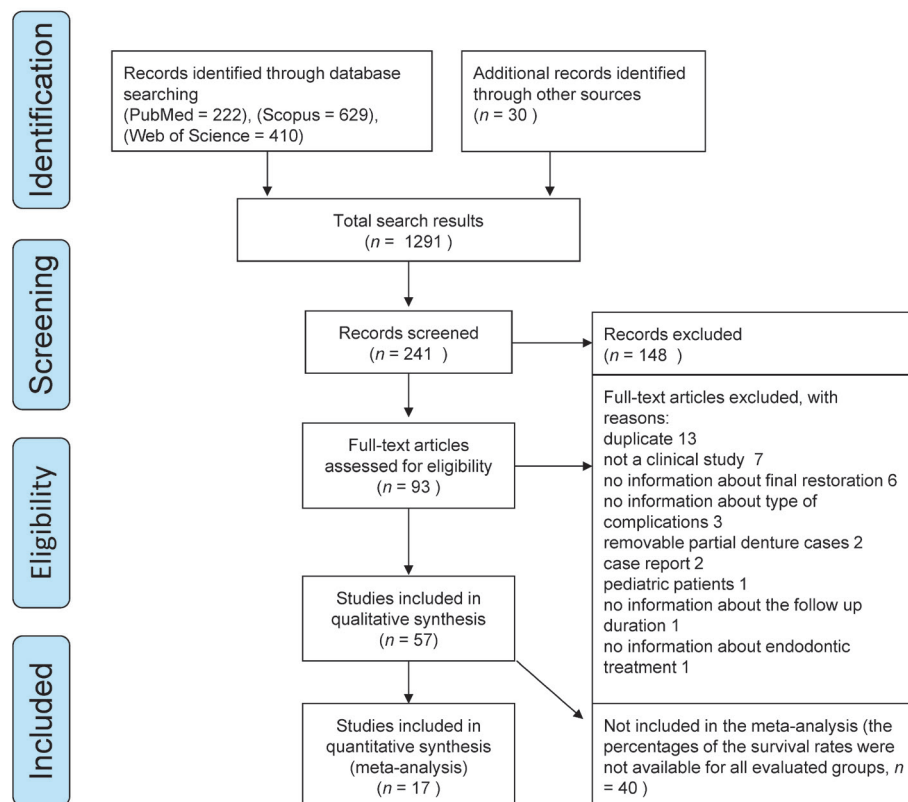 Identification
Records identified through database
searching
(PubMed = 222), (Scopus = 629),
(Web of Science = 410)
Additional records identified
through other sources
(n = 30 )
Total search results
(n =  1291 )
Screening
Records screened
(n = 241 )
Records excluded
(n = 148 )
Eligibility
Full-text articles
assessed for eligibility
(n = 93 )
Full-text articles excluded, with
reasons:
duplicate 13
not a clinical study  7
no information about final restoration 6
no information about type of
complications 3
removable partial denture cases 2
case report 2
pediatric patients 1
no information about the follow up
duration 1
no information about endodontic
treatment 1
Studies included in
qualitative synthesis
(n = 57)
Included
Studies included in
quantitative synthesis
(meta-analysis)
(n = 17 )
Not included in the meta-analysis (the
percentages of the survival rates were
not available for all evaluated groups, n
= 40 )